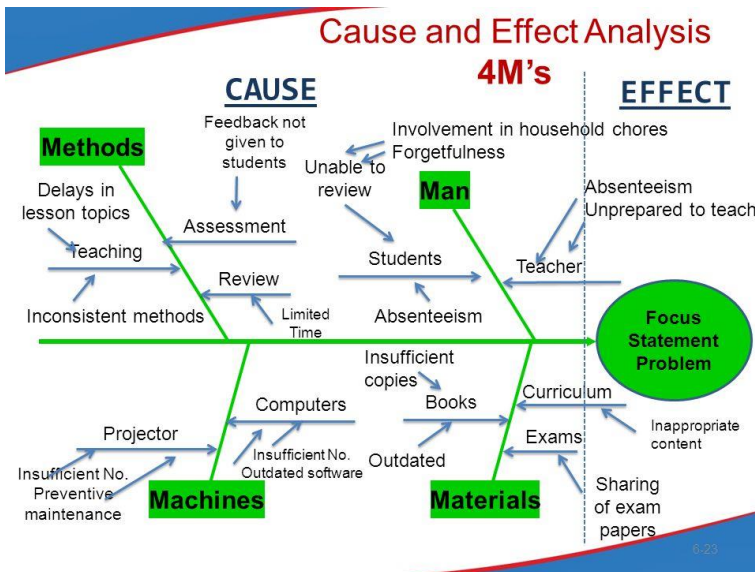 Cause and Effect Analysis
4M's
CAUSE
EFFECT
Feedback not
given to
students
Involvement in household chores
Forgetfulness
Methods
Unable to
review
Man
Delays in
lesson topics
Absenteeism
Unprepared to teach
Assessment
Teaching
Students
Teacher
Review
Inconsistent methods
Limited
Time
Absenteeism
Focus
Statement
Problem
Insufficient
copies
Curriculum
Computers
Books
Projector
Exams
Inappropriate
content
Insufficient No.
Outdated software
Outdated
Insufficient No.
Preventive
maintenance
Machines
Materials
Sharing
of exam
papers
6-23